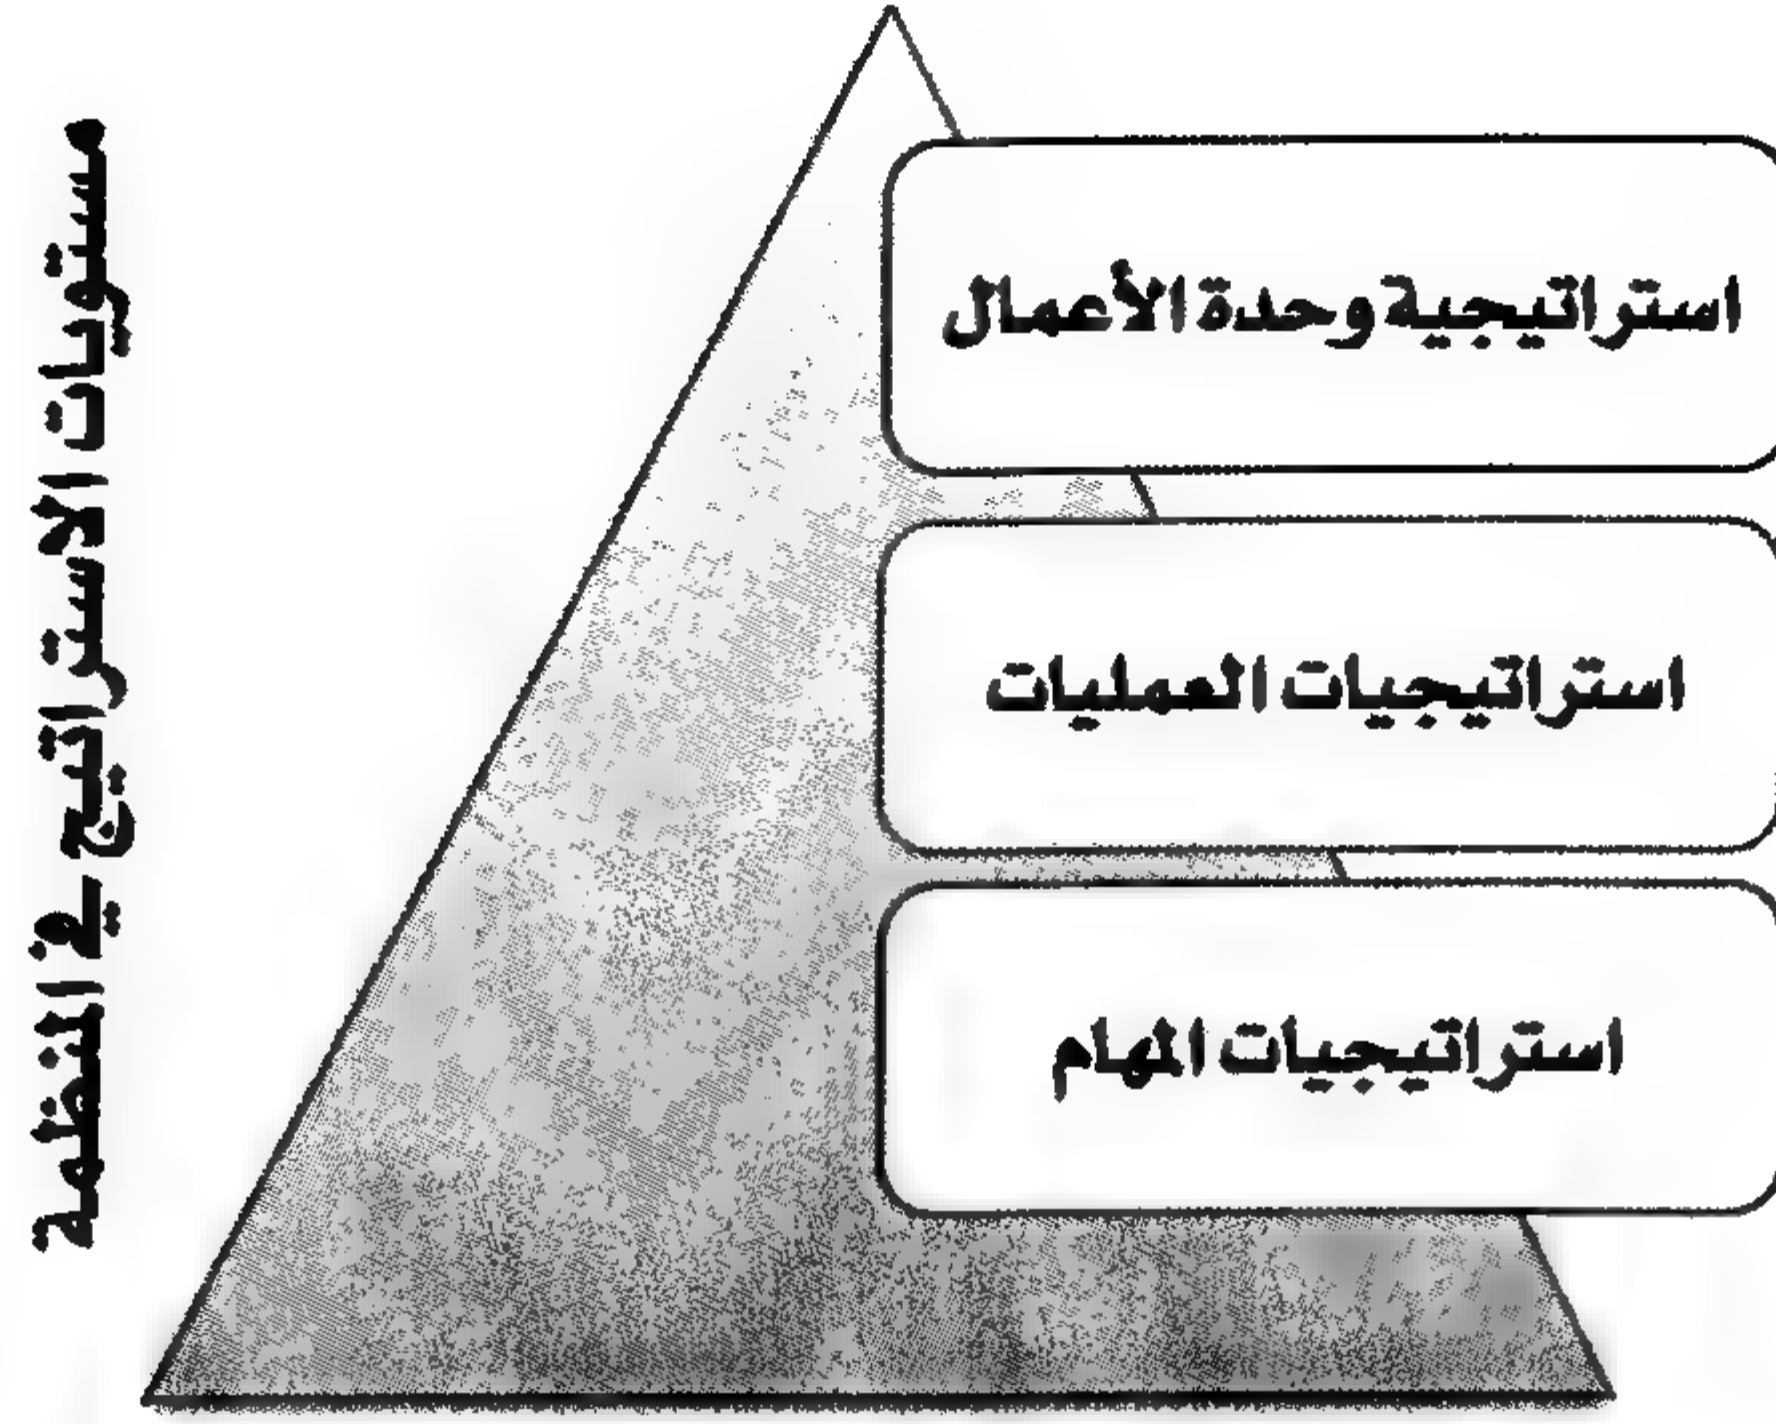 مستويات الاستراتيج في المنظمة
استراتيجية وحدة الأعمال
استراتيجيات العمليات
استراتيجيات المهام